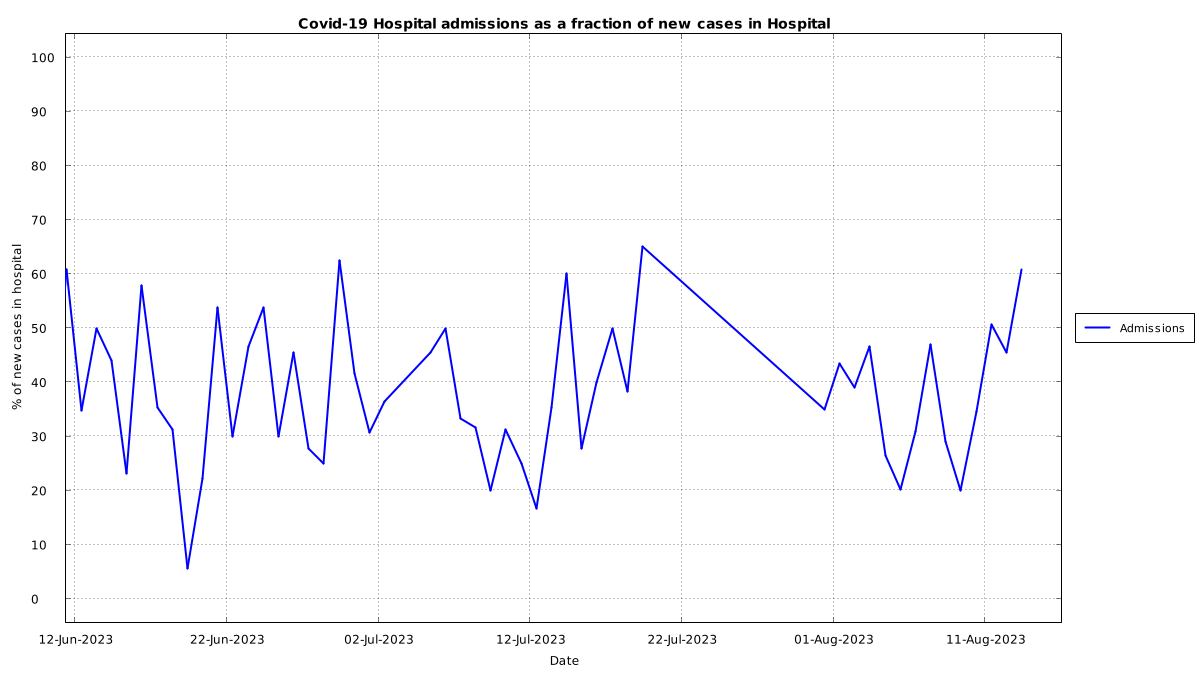 Covid-19 Hospital admissions as a fraction of new cases in Hospital
100
90
80
70
60
50
40
30
20
10
0
% of new cases in hospital
12-Jun-2023
22-Jun-2023
02-Jul-2023
12-Jul-2023
22-Jul-2023
01-Aug-2023
11-Aug-2023
Date
Admissions